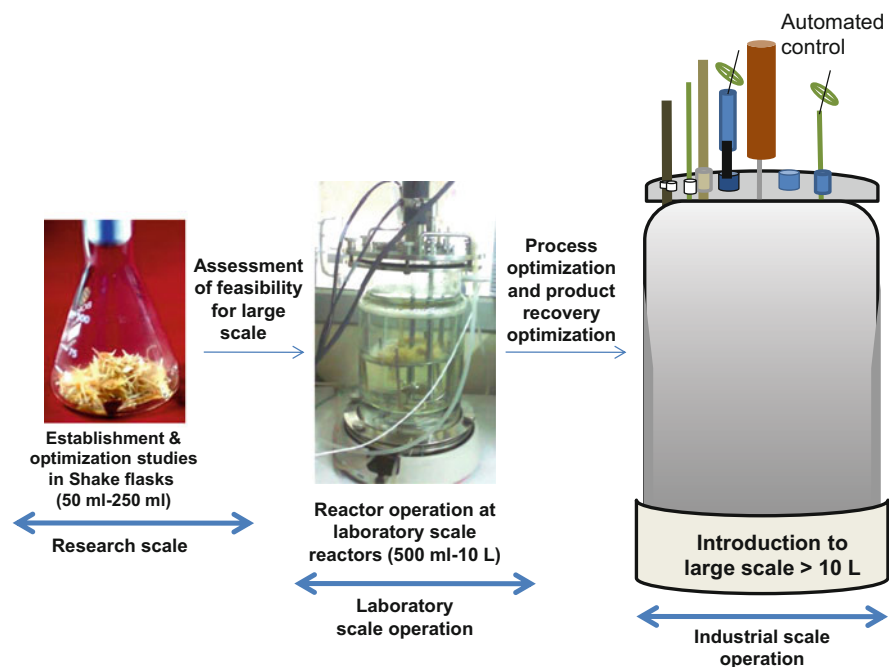 Automated
control
Assessment
of feasibility
for large
scale
Process
optimization
and product
recovery
optimization
Establishment &
optimization studies
in Shake flasks
(50 ml-250 ml)
Research scale
Reactor operation at
laboratory scale
reactors (500 ml-10 L)
Laboratory
scale operation
Introduction to
large scale > 10 L
Industrial scale
operation